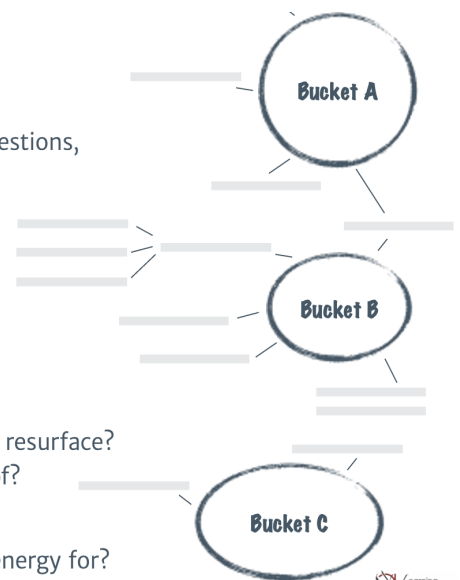 Bucket A
estions,
Bucket B
resurface?
f?
Bucket C
nergy for?